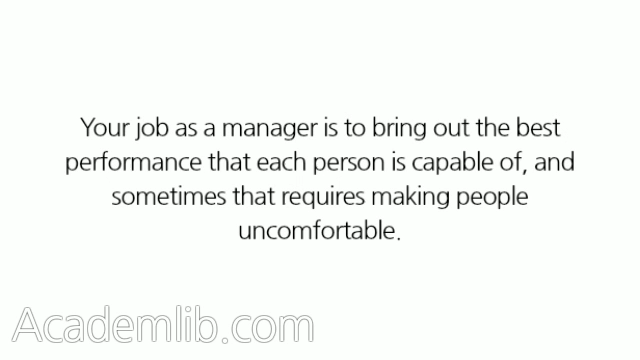 Your job as a manager is to bring out the best
performance that each person is capable of, and
sometimes that requires making people
uncomfortable.
Academlib.com